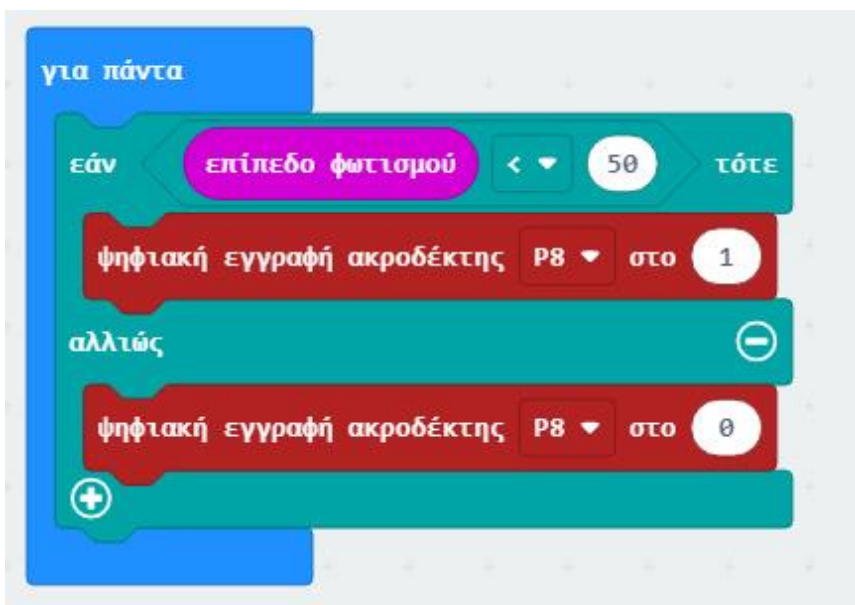 για πάντα
εάν επίπεδο φωτισμού < 50 τότε
ψηφιακή εγγραφή ακροδέκτης P8 στο 1
αλλιώς
ψηφιακή εγγραφή ακροδέκτης P8 στο 0